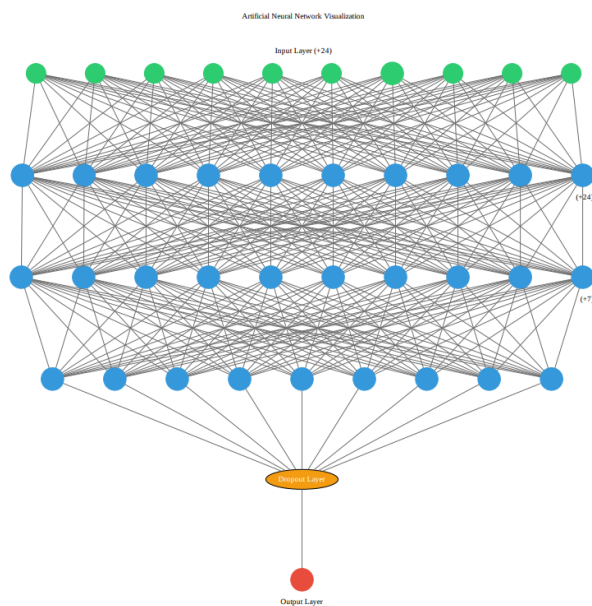 Artificial Neural Network Visualization
Input Layer (+24)
(+24)
(+7)
Dropout Layer
Output Layer